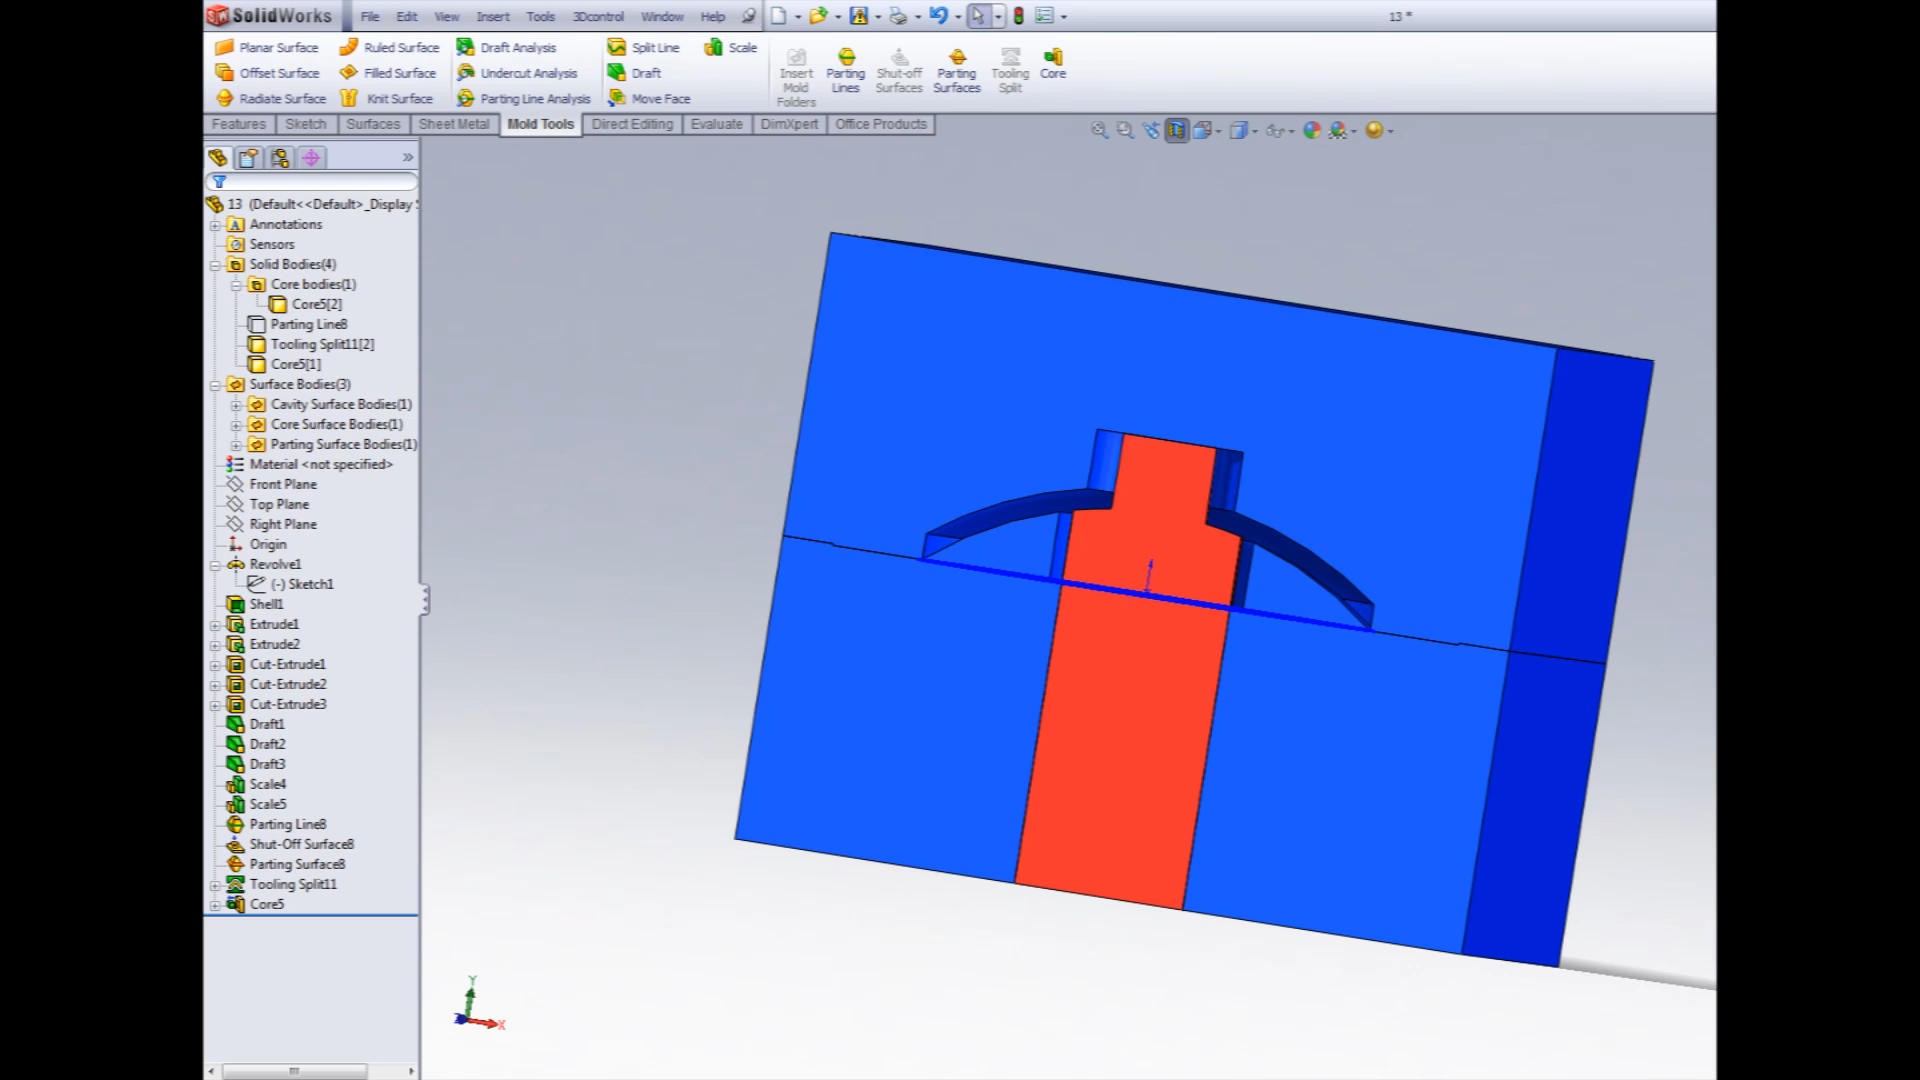 SolidWorks File Edit View Insert Tools 3Dcontrol Window Help 13 *
Planar Surface Ruled Surface Draft Analysis Split Line Scale
Offset Surface Filled Surface Undercut Analysis Draft
Radiate Surface Knit Surface Parting Line Analysis Move Face
Insert Mold Folders
Parting Lines
Shut-off Surfaces
Parting Surfaces
Tooling Split
Core
Features Sketch Surfaces Sheet Metal Mold Tools Direct Editing Evaluate DimXpert Office Products
13 (Default<<Default>_Display
Annotations
Sensors
Solid Bodies(4)
Core bodies(1)
Core5[2]
Parting Line8
Tooling Split11[2]
Core5[1]
Surface Bodies(3)
Cavity Surface Bodies(1)
Core Surface Bodies(1)
Parting Surface Bodies(1)
Material <not specified>
Front Plane
Top Plane
Right Plane
Origin
Revolve1
(-) Sketch1
Shell1
Extrude1
Extrude2
Cut-Extrude1
Cut-Extrude2
Cut-Extrude3
Draft1
Draft2
Draft3
Scale4
Scale5
Parting Line8
Shut-Off Surface8
Parting Surface8
Tooling Split11
Core5
Y
X